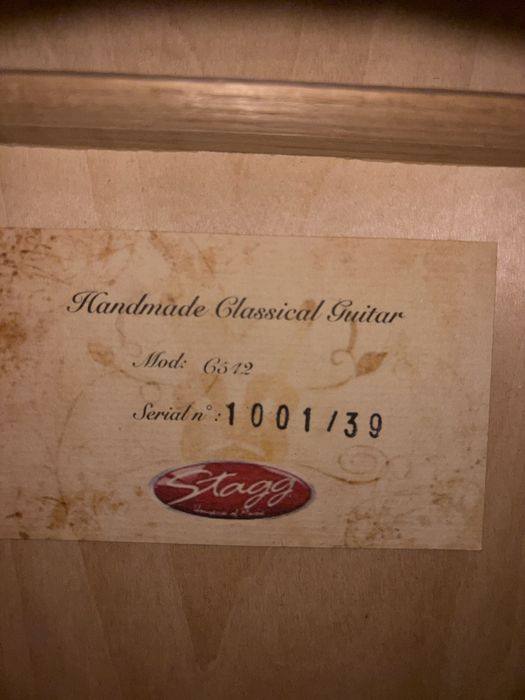 Handmade Classical Guitar
Mod: C542
Serial n°: 1001/39
Stagg